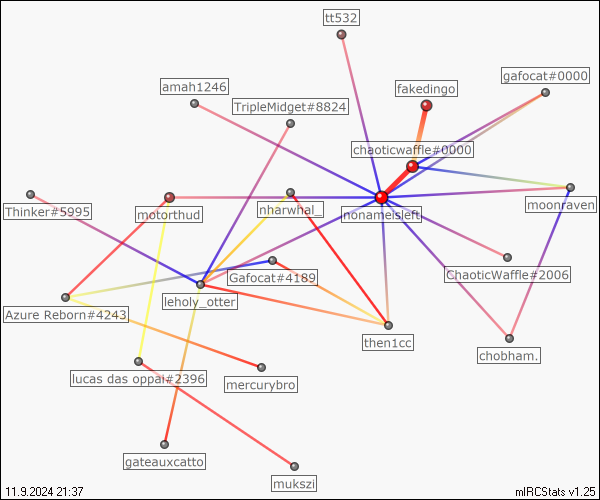 tt532
gafocat#0000
amah1246
fakedingo
TripleMidget#8824
chaoticwaffle#0000
Thinker#5995
motorthud
nharwhal_
nonameisleft
moonraven
Gafocat#4189
ChaoticWaffle#2006
leholy_otter
Azure Reborn#4243
then1cc
chobham.
lucas das oppai#2396
mercurybro
gateauxcatto
mukszi
11.9.2024 21:37
mIRCStats v1.25